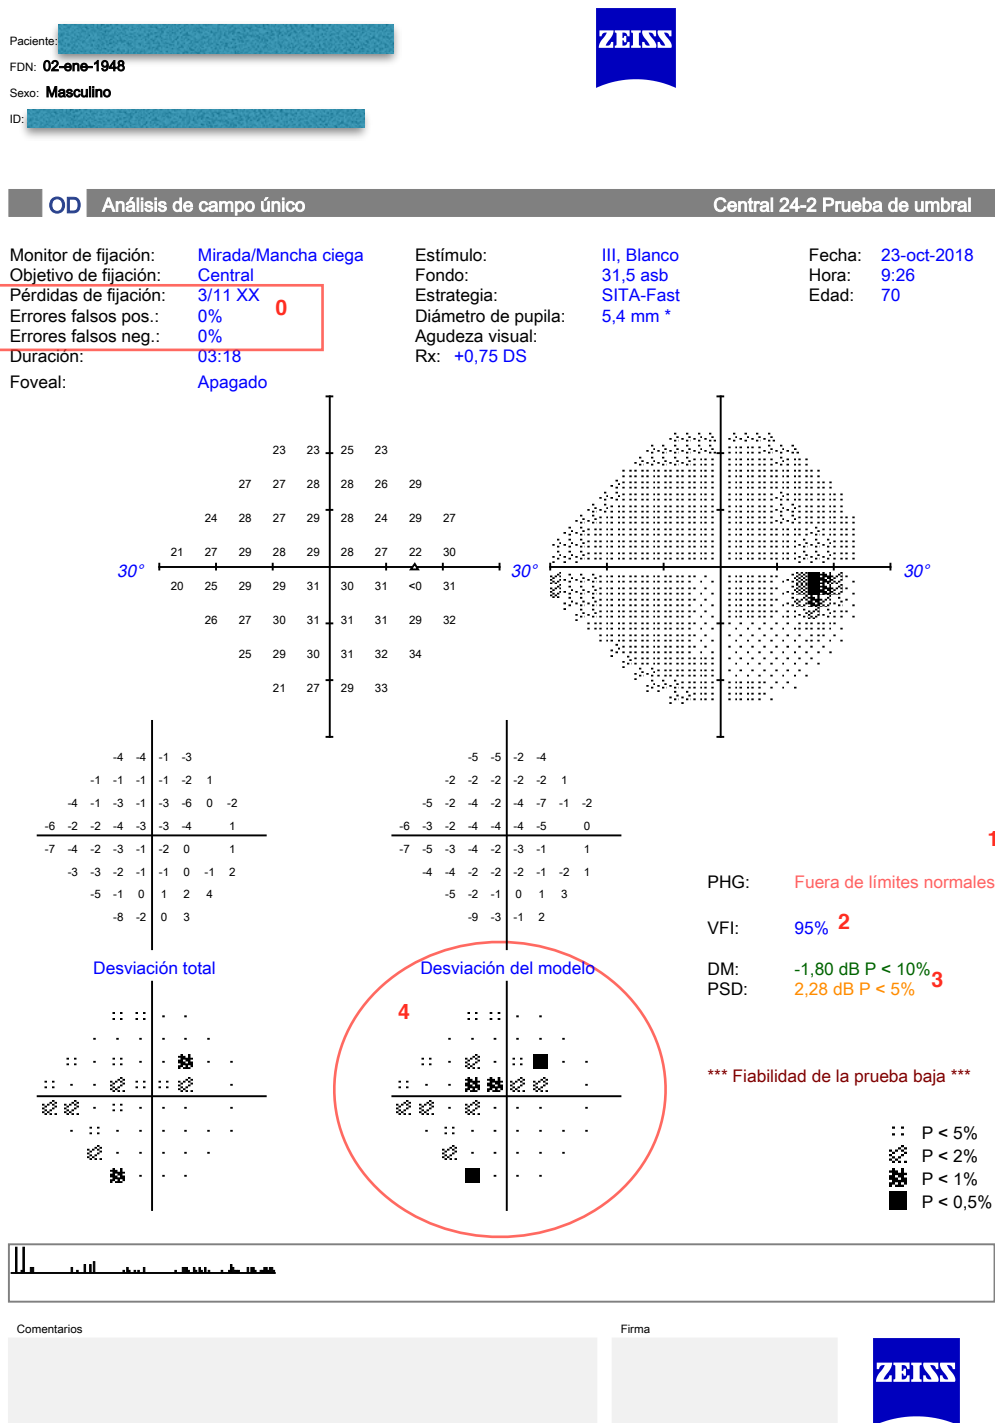 Paciente:
ZEISS
FDN: 02-ene-1948
Sexo: Masculino
ID:
OD Análisis de campo único Central 24-2 Prueba de umbral
Monitor de fijación: Mirada/Mancha ciega Estímulo: III, Blanco Fecha: 23-oct-2018
Objetivo de fijación: Central Fondo: 31,5 asb Hora: 9:26
Pérdidas de fijación: 3/11 XX Estrategia: SITA-Fast Edad: 70
0
Errores falsos pos.: 0% Diámetro de pupila: 5,4 mm *
Errores falsos neg.: 0% Agudeza visual:
Duración: 03:18 Rx: +0,75 DS
Foveal: Apagado
23 23 25 23
27 27 28 28 26 29
24 28 27 29 28 24 29 27
21 27 29 28 29 28 27 22 30
30° 30° 30°
20 25 29 29 31 30 31 <0 31
26 27 30 31 31 31 29 32
25 29 30 31 32 34
21 27 29 33
-4 -4 -1 -3 -5 -5 -2 -4
-1 -1 -1 -1 -2 1 -2 -2 -2 -2 -2 1
-4 -1 -3 -1 -3 -6 0 -2 -5 -2 -4 -2 -4 -7 -1 -2
-6 -2 -2 -4 -3 -3 -4 1 -6 -3 -2 -4 -4 -4 -5 0
1
-7 -4 -2 -3 -1 -2 0 1 -7 -5 -3 -4 -2 -3 -1 1
-3 -3 -2 -1 -1 0 -1 2 -4 -4 -2 -2 -2 -1 -2 1
-5 -1 0 1 2 4 -5 -2 -1 0 1 3
-8 -2 0 3 -9 -3 -1 2
PHG: Fuera de límites normales
VFI: 95% 2
Desviación total Desviación del modelo
DM: -1,80 dB P < 10%
PSD: 2,28 dB P < 5% 3
4
*** Fiabilidad de la prueba baja ***
P < 5%
P < 2%
P < 1%
P < 0,5%
Comentarios Firma
ZEISS